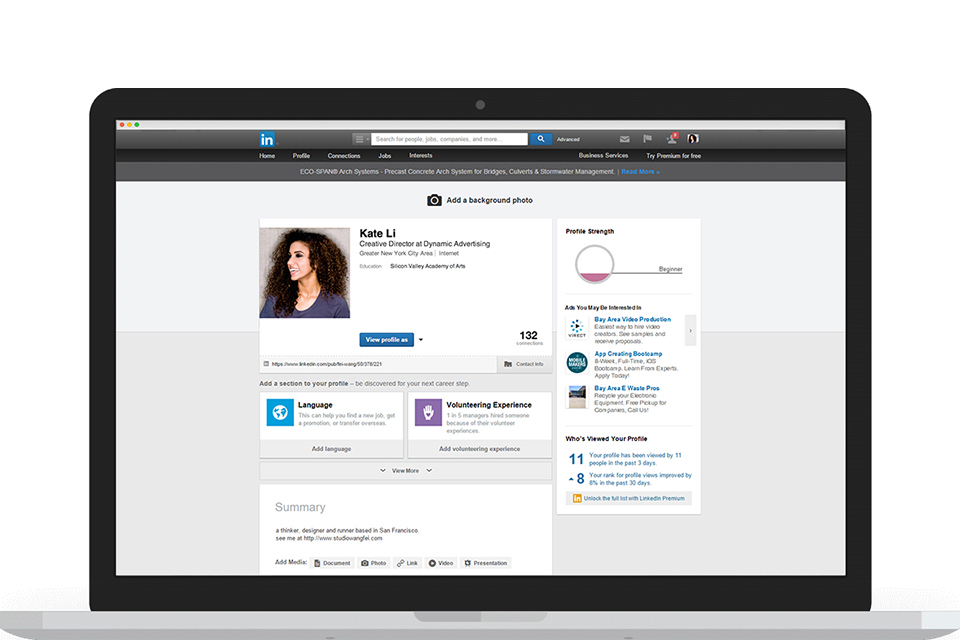 in
Search for people, jobs, companies, and more...
Advanced
Home Profile Connections Jobs Interests
Business Services Try Premium for free
ECO-SPAN® Arch Systems - Precast Concrete Arch System for Bridges, Culverts & Stormwater Management. | Read More »
Add a background photo
Kate Li
Creative Director at Dynamic Advertising
Greater New York City Area | Internet
Education Silicon Valley Academy of Arts
View profile as
132
connections
Contact Info
Add a section to your profile – be discovered for your next career step.
Language
This can help you find a new job, get
a promotion, or transfer overseas.
Add language
Volunteering Experience
1 in 5 managers hired someone
because of their volunteer
experiences.
Add volunteering experience
View More
Summary
a thinker, designer and runner based in San Francisco
see me at http://www.studiowangfei.com
Add Media: Document Photo Link Video Presentation
Profile Strength
Beginner
Ads You May Be Interested In
VIRECT
Bay Area Video Production
Easiest way to hire video
creators. See samples and
receive proposals.
MOBILE
MAKERS
App Creating Bootcamp
8-Week, Full-Time, iOS
Bootcamp. Learn From Experts.
Apply Today!
Bay Area E Waste Pros
Recycle your Electronic
Equipment. Free Pickup for
Companies, Call Us!
Who's Viewed Your Profile
11 Your profile has been viewed by 11
people in the past 3 days.
8 Your rank for profile views improved by
8% in the past 30 days.
in Unlock the full list with LinkedIn Premium